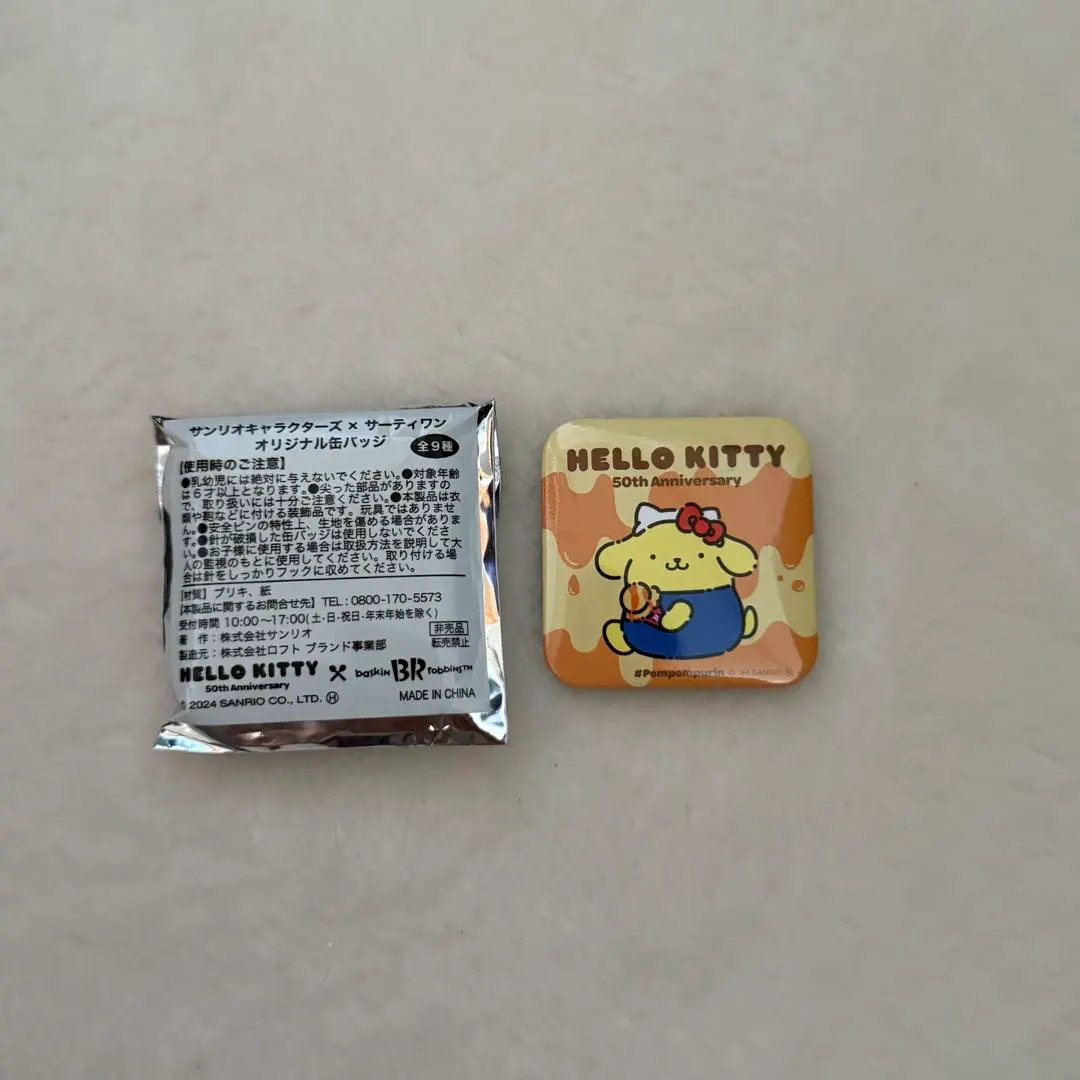 サンリオキャラクターズ × サーティワン
オリジナル缶バッジ 全9種
【使用時のご注意】
●乳幼児には絶対に与えないでください。●対象年齢
は6才以上となります。●尖った部品がありますの
で、取り扱いには十分ご注意ください。●本製品は衣
類や鞄などに付ける装飾品です。玩具ではありませ
ん。●安全ピンの特性上、生地を傷める場合がありま
す。●針が破損した缶バッジは使用しないでくださ
い。●お子様に使用する場合は取扱方法を説明して大
人の監視のもとに使用してください。取り付ける場
合は針をしっかりフックに収めてください。
【材質】ブリキ、紙
【本製品に関するお問合せ先】TEL:0800-170-5573
受付時間 10:00~17:00(土・日・祝日・年末年始を除く)
著 作:株式会社サンリオ 非売品
製造元:株式会社ロフト ブランド事業部 転売禁止
HELLO KITTY × baskin BR robbins™
50th Anniversary
© 2024 SANRIO CO., LTD. Ⓗ MADE IN CHINA
HELLO KITTY
50th Anniversary
#Pompompurin © '24 SANRIO Ⓗ